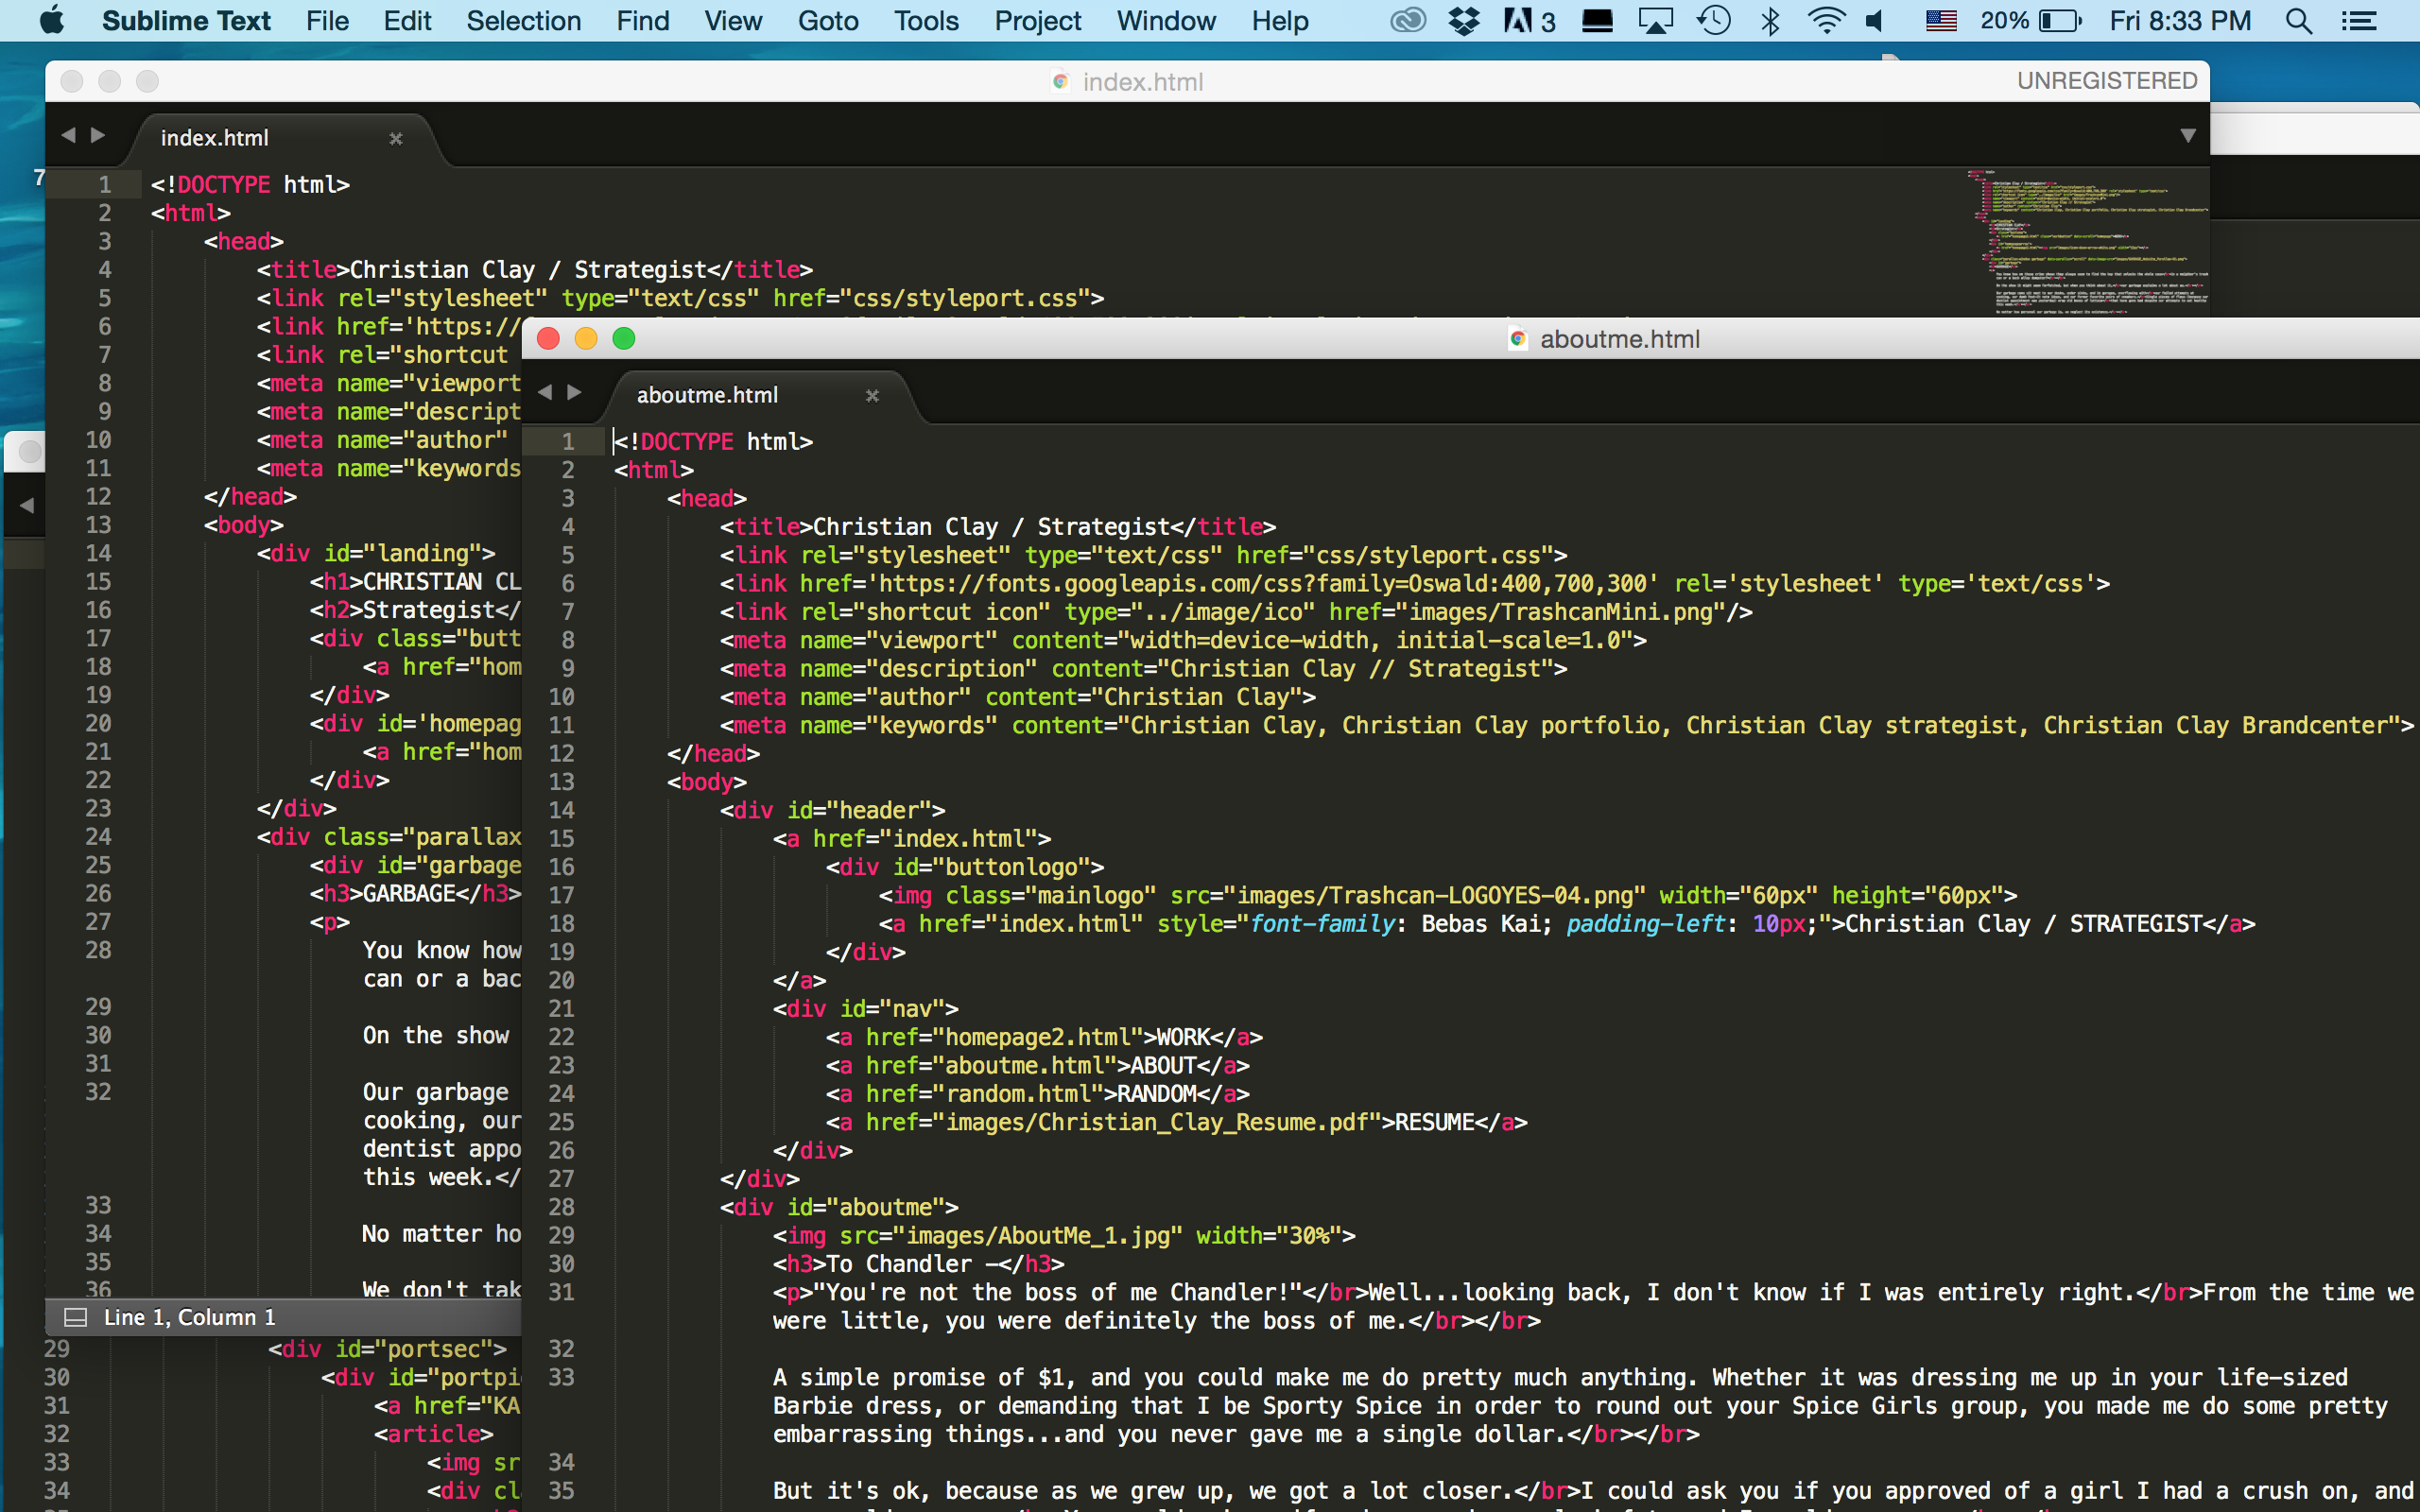 Sublime Text File Edit Selection Find View Goto Tools Project Window Help 3 20% Fri 8:33 PM
index.html UNREGISTERED
index.html
7
1 <!DOCTYPE html>
2 <html>
3 <head>
4 <title>Christian Clay / Strategist</title>
5 <link rel="stylesheet" type="text/css" href="css/styleport.css">
6 <link href='https://
7 <link rel="shortcut
8 <meta name="viewport
9 <meta name="descript
10 <meta name="author"
11 <meta name="keywords
12 </head>
13 <body>
14 <div id="landing">
15 <h1>CHRISTIAN CL
16 <h2>Strategist</
17 <div class="butt
18 <a href="hom
19 </div>
20 <div id='homepag
21 <a href="hom
22 </div>
23 </div>
24 <div class="parallax
25 <div id="garbage
26 <h3>GARBAGE</h3>
27 <p>
28 You know how
can or a bac
29
30 On the show
31
32 Our garbage
cooking, our
dentist appo
this week.</
33
34 No matter ho
35
36 We don't tak
Line 1, Column 1
29 <div id="portsec">
30 <div id="portpi
31 <a href="KA
32 <article>
33 <img sr
34 <div cl
aboutme.html
aboutme.html
1 <!DOCTYPE html>
2 <html>
3 <head>
4 <title>Christian Clay / Strategist</title>
5 <link rel="stylesheet" type="text/css" href="css/styleport.css">
6 <link href='https://fonts.googleapis.com/css?family=Oswald:400,700,300' rel='stylesheet' type='text/css'>
7 <link rel="shortcut icon" type="../image/ico" href="images/TrashcanMini.png"/>
8 <meta name="viewport" content="width=device-width, initial-scale=1.0">
9 <meta name="description" content="Christian Clay // Strategist">
10 <meta name="author" content="Christian Clay">
11 <meta name="keywords" content="Christian Clay, Christian Clay portfolio, Christian Clay strategist, Christian Clay Brandcenter">
12 </head>
13 <body>
14 <div id="header">
15 <a href="index.html">
16 <div id="buttonlogo">
17 <img class="mainlogo" src="images/Trashcan-LOGOYES-04.png" width="60px" height="60px">
18 <a href="index.html" style="font-family: Bebas Kai; padding-left: 10px;">Christian Clay / STRATEGIST</a>
19 </div>
20 </a>
21 <div id="nav">
22 <a href="homepage2.html">WORK</a>
23 <a href="aboutme.html">ABOUT</a>
24 <a href="random.html">RANDOM</a>
25 <a href="images/Christian_Clay_Resume.pdf">RESUME</a>
26 </div>
27 </div>
28 <div id="aboutme">
29 <img src="images/AboutMe_1.jpg" width="30%">
30 <h3>To Chandler -</h3>
31 <p>"You're not the boss of me Chandler!"</br>Well...looking back, I don't know if I was entirely right.</br>From the time we
were little, you were definitely the boss of me.</br></br>
32
33 A simple promise of $1, and you could make me do pretty much anything. Whether it was dressing me up in your life-sized
Barbie dress, or demanding that I be Sporty Spice in order to round out your Spice Girls group, you made me do some pretty
embarrassing things...and you never gave me a single dollar.</br></br>
34
35 But it's ok, because as we grew up, we got a lot closer.</br>I could ask you if you approved of a girl I had a crush on, and